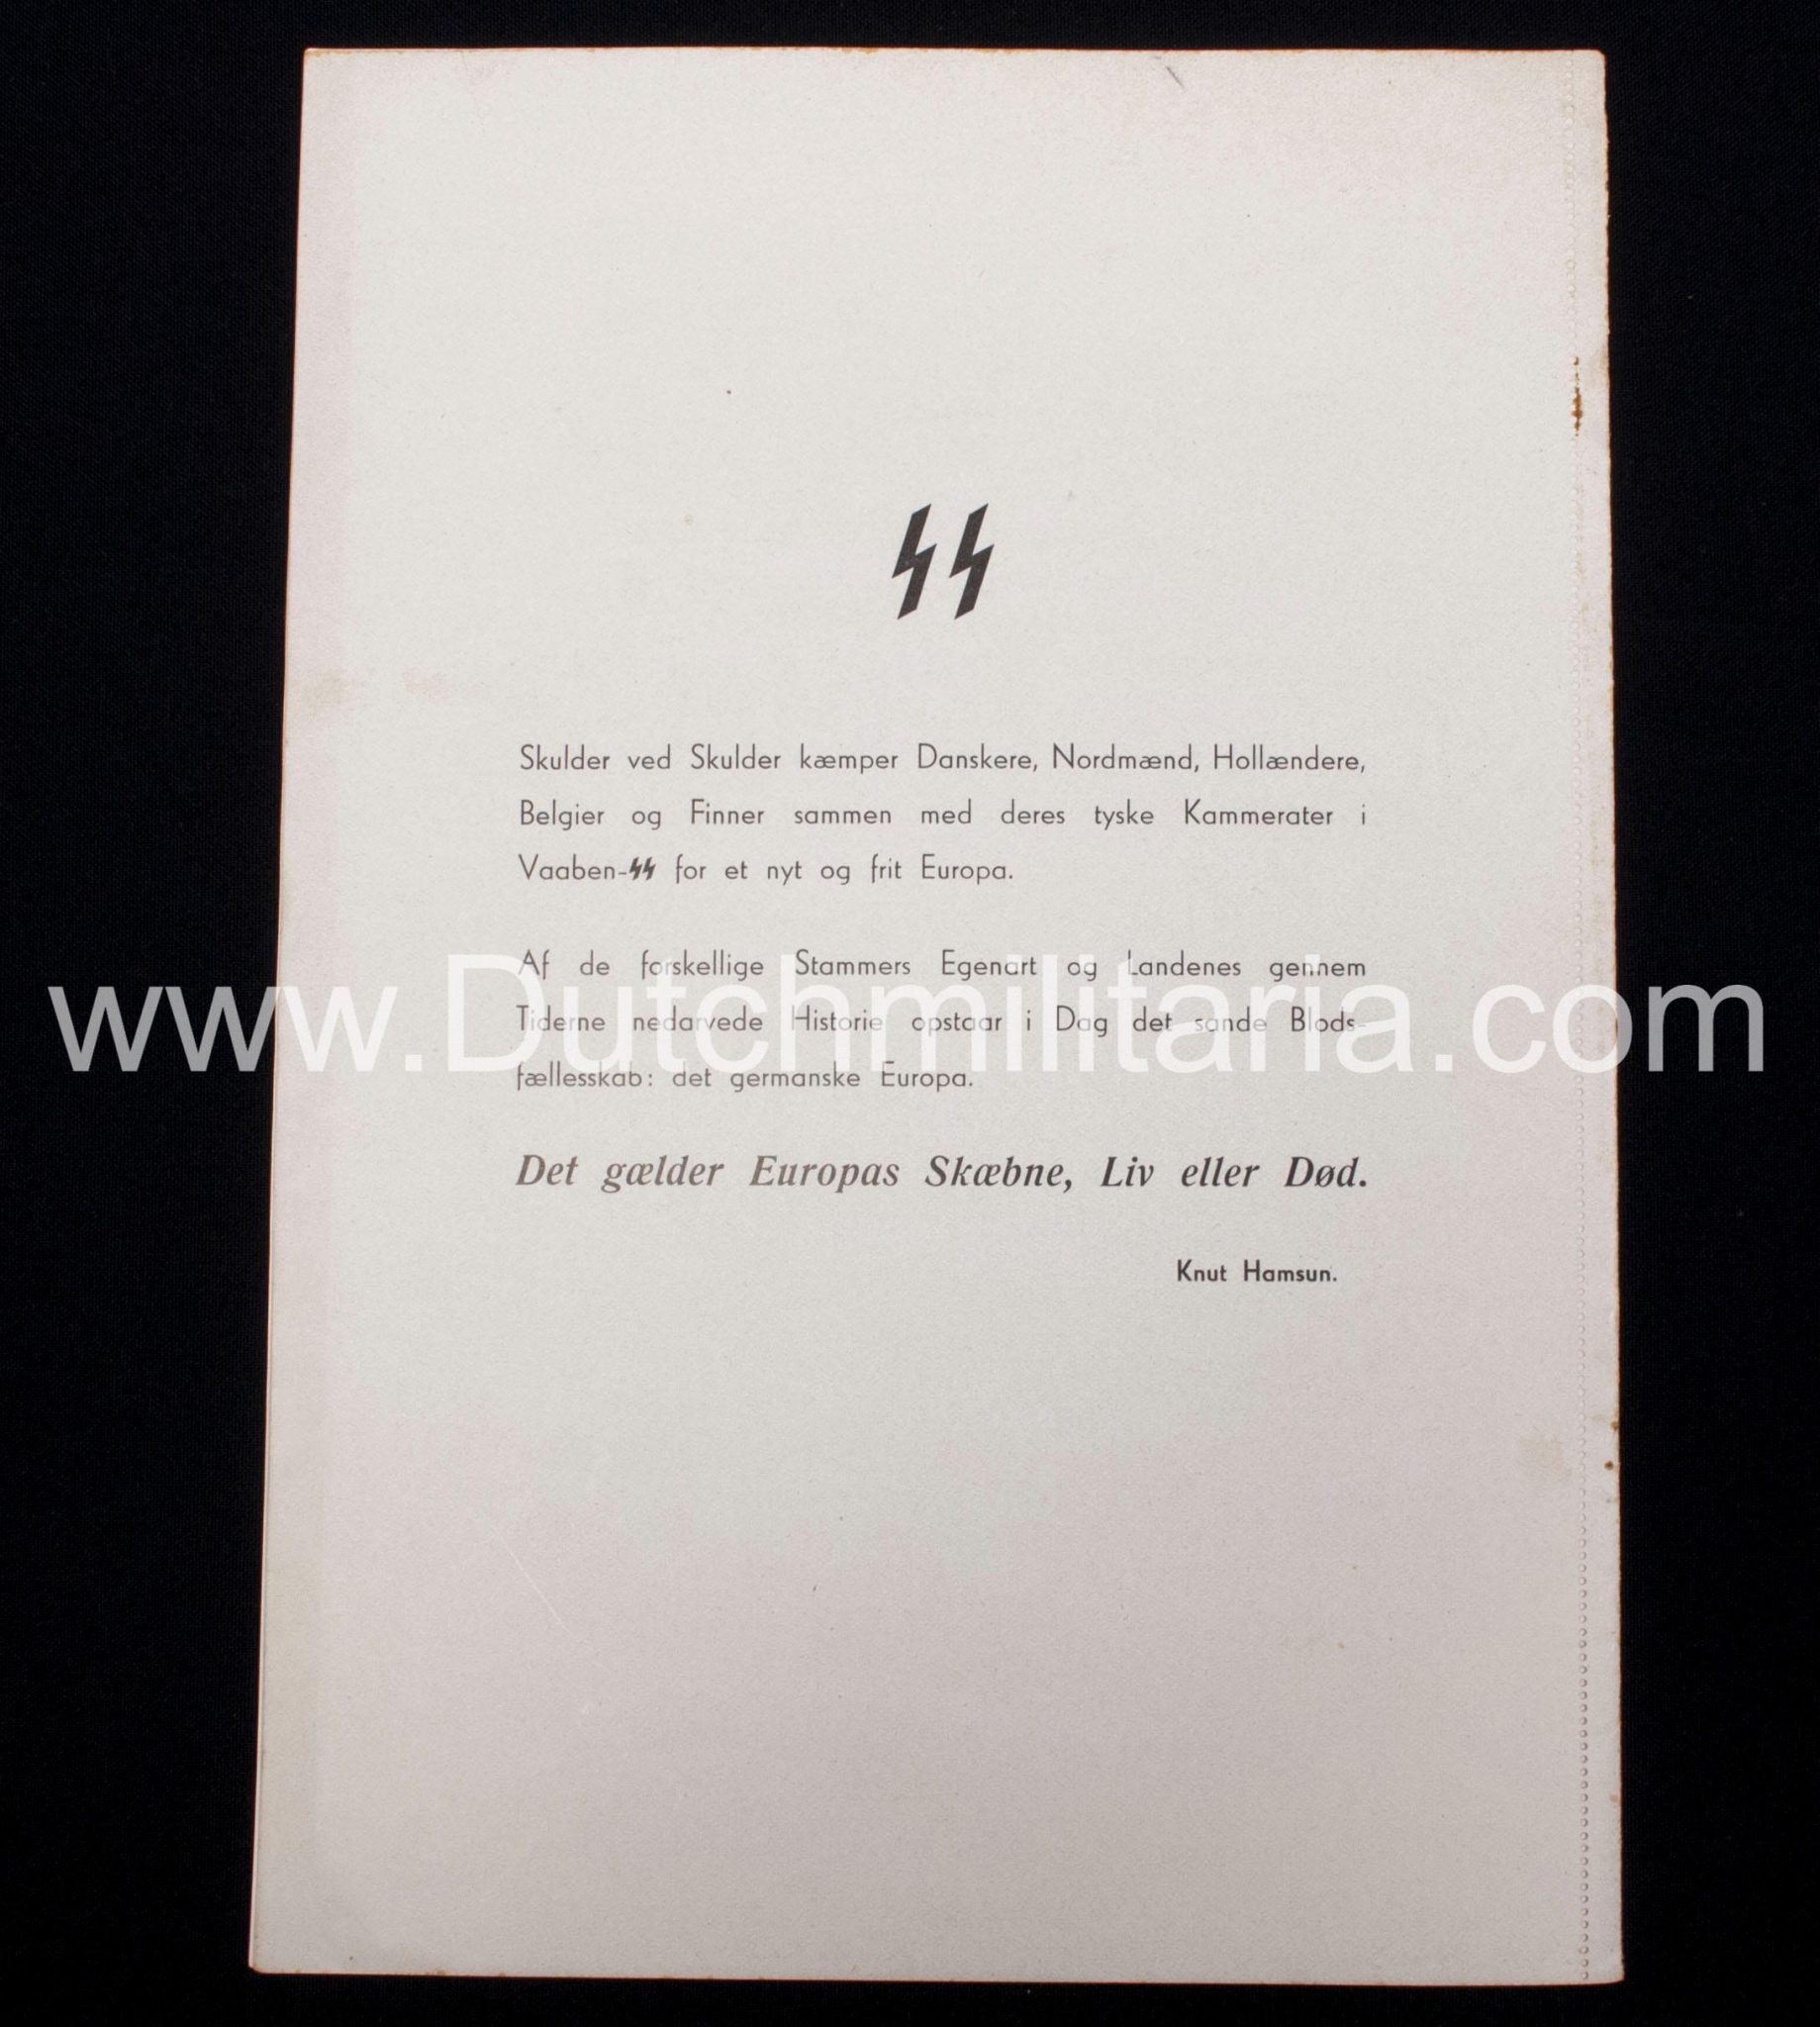 Skulder ved Skulder kæmper Danskere, Nordmænd, Hollændere,
Belgier og Finner sammen med deres tyske Kammerater i
Vaaben-ᛋᛋ for et nyt og frit Europa.
Af de forskellige Stammers Egenart og Landenes gennem
www.Dutchmilitaria.com
Tiderne nedarvede Historie opstaar i Dag det sande Blods-
fællesskab: det germanske Europa.
Det gælder Europas Skæbne, Liv eller Død.
Knut Hamsun.